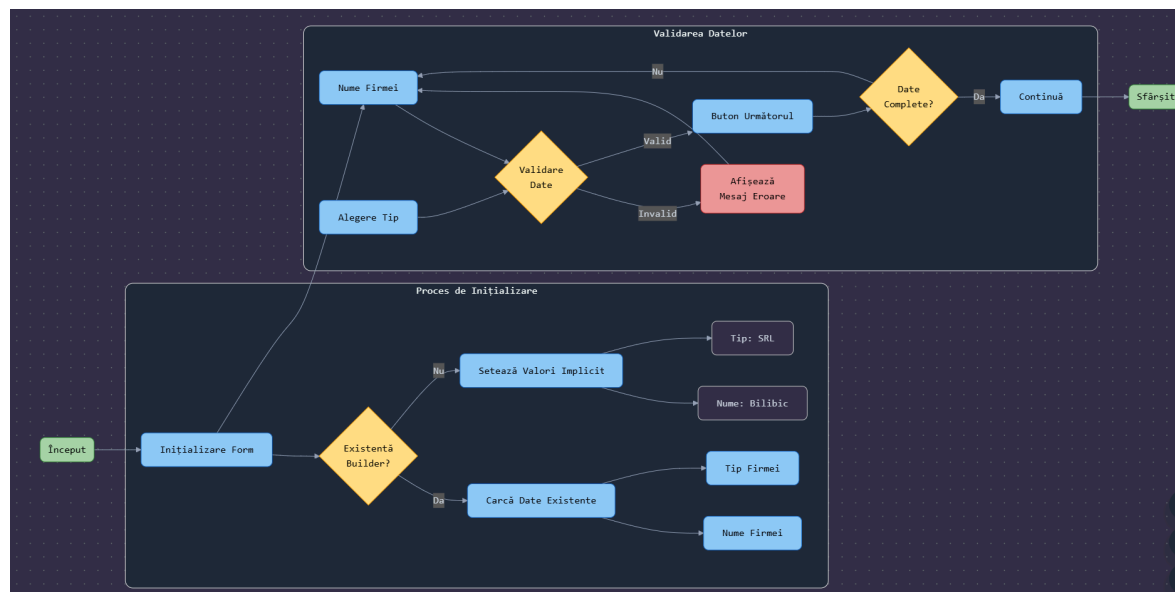 Validarea Datelor
Nu
Nume Firmei
Date
Complete?
Da
Continuă
Sfârșit
Buton Următorul
Valid
Validare
Date
Afișează
Mesaj Eroare
Invalid
Alegere Tip
Proces de Inițializare
Tip: SRL
Setează Valori Implicit
Nu
Nume: Bilibic
Început
Inițializare Form
Existentă
Builder?
Tip Firmei
Da
Carcă Date Existente
Nume Firmei